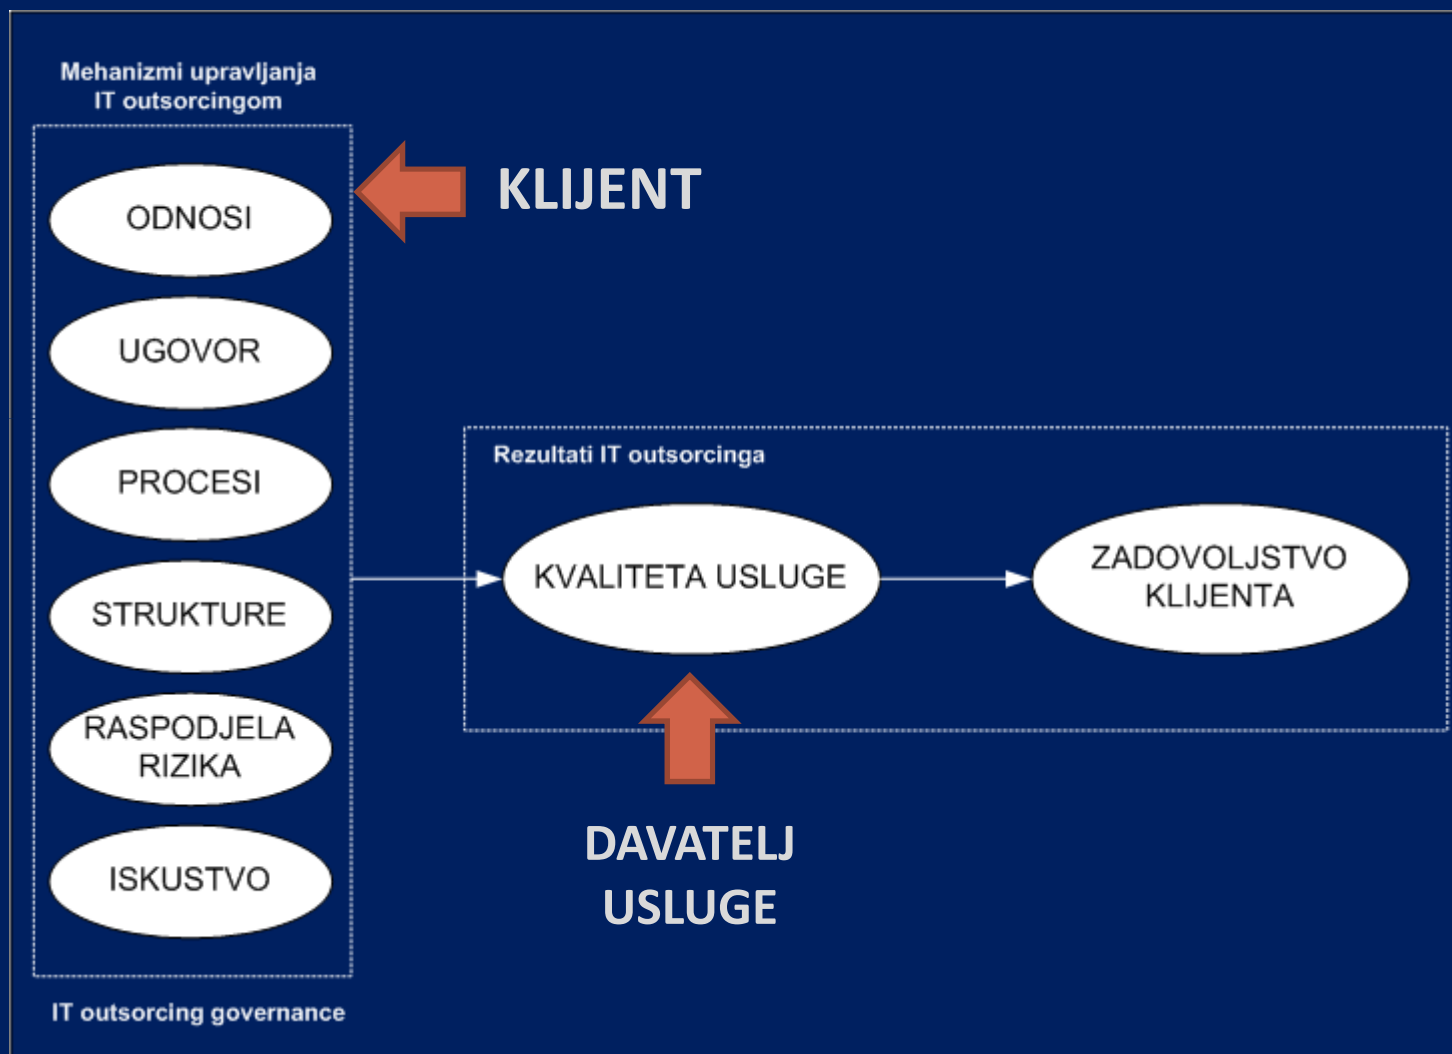 Mehanizmi upravljanja
IT outsorcingom
ODNOSI
UGOVOR
PROCESI
STRUKTURE
RASPODJELA
RIZIKA
ISKUSTVO
IT outsorcing governance
KLIJENT
Rezultati IT outsorcinga
KVALITETA USLUGE
ZADOVOLJSTVO
KLIJENTA
DAVATELJ
USLUGE